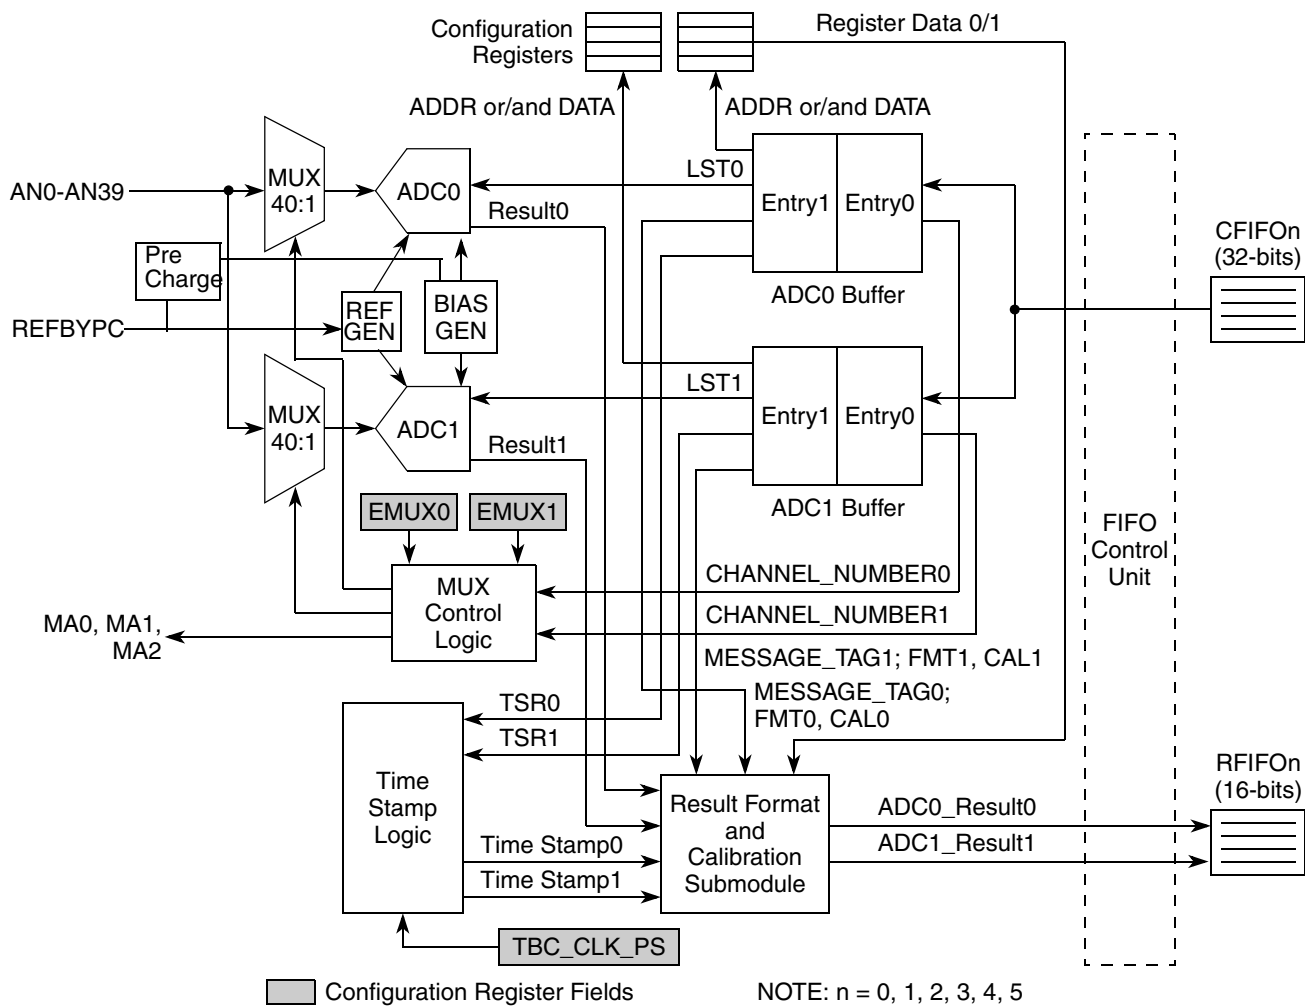 Configuration
Registers
Register Data 0/1
ADDR or/and DATA
ADDR or/and DATA
AN0-AN39
MUX
40:1
ADC0
LST0
Result0
Entry1
Entry0
ADC0 Buffer
CFIFOn
(32-bits)
Pre
Charge
REFBYPC
REF
GEN
BIAS
GEN
MUX
40:1
ADC1
LST1
Result1
Entry1
Entry0
ADC1 Buffer
FIFO
Control
Unit
EMUX0
EMUX1
MUX
Control
Logic
CHANNEL_NUMBER0
CHANNEL_NUMBER1
MA0, MA1,
MA2
MESSAGE_TAG1; FMT1, CAL1
MESSAGE_TAG0;
FMT0, CAL0
TSR0
TSR1
Time
Stamp
Logic
Time Stamp0
Time Stamp1
Result Format
and
Calibration
Submodule
ADC0_Result0
ADC1_Result1
RFIFOn
(16-bits)
TBC_CLK_PS
Configuration Register Fields
NOTE: n = 0, 1, 2, 3, 4, 5